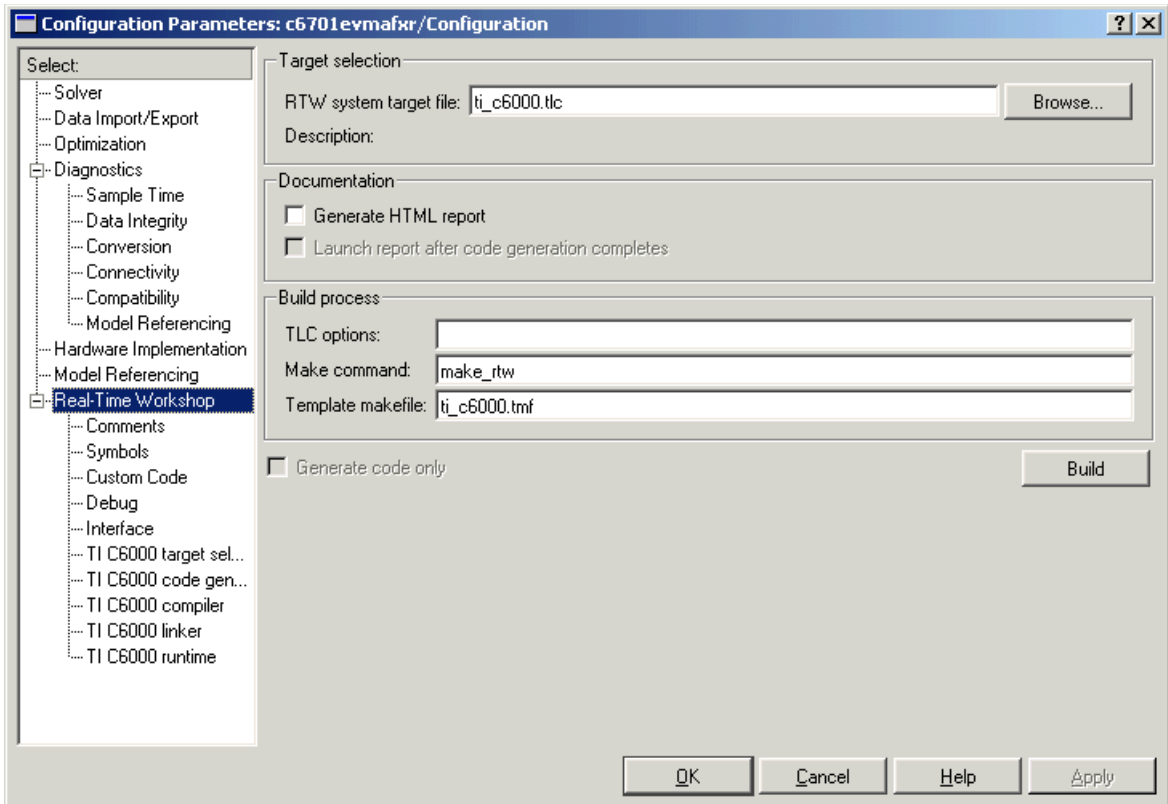 Configuration Parameters: c6701evmafxr/Configuration
Select:
Solver
Data Import/Export
Optimization
Diagnostics
Sample Time
Data Integrity
Conversion
Connectivity
Compatibility
Model Referencing
Hardware Implementation
Model Referencing
Real-Time Workshop
Comments
Symbols
Custom Code
Debug
Interface
TI C6000 target sel...
TI C6000 code gen...
TI C6000 compiler
TI C6000 linker
TI C6000 runtime
Target selection
RTW system target file: ti_c6000.tlc Browse...
Description:
Documentation
Generate HTML report
Launch report after code generation completes
Build process
TLC options:
Make command: make_rtw
Template makefile: ti_c6000.tmf
Generate code only Build
OK Cancel Help Apply